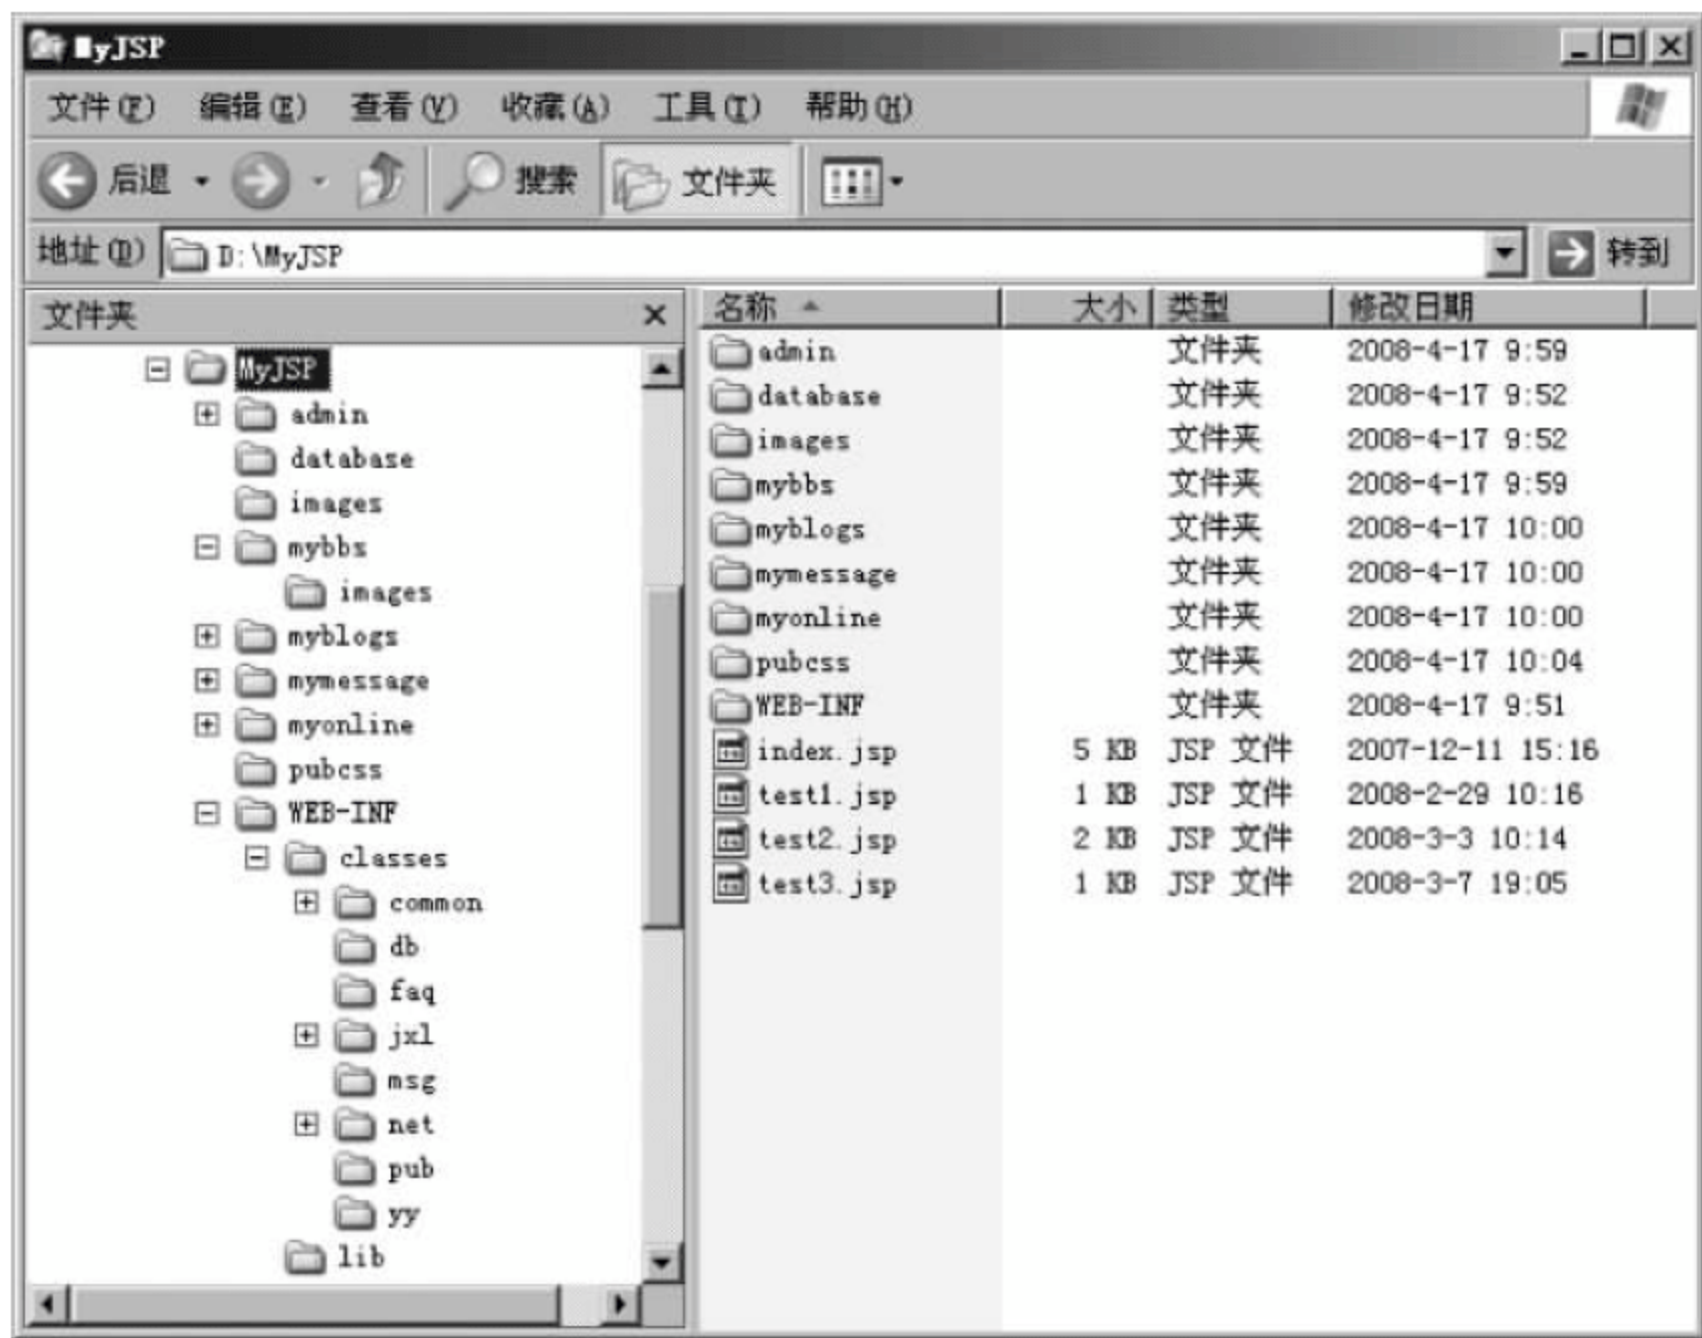 MyJSP
文件(F) 编辑(E) 查看(V) 收藏(A) 工具(T) 帮助(H)
后退 搜索 文件夹
地址(D) D:\MyJSP 转到
文件夹
MyJSP
admin
database
images
mybbs
images
myblogs
mymessage
myonline
pubcss
WEB-INF
classes
common
db
faq
jxl
msg
net
pub
yy
lib
名称 大小 类型 修改日期
admin 文件夹 2008-4-17 9:59
database 文件夹 2008-4-17 9:52
images 文件夹 2008-4-17 9:52
mybbs 文件夹 2008-4-17 9:59
myblogs 文件夹 2008-4-17 10:00
mymessage 文件夹 2008-4-17 10:00
myonline 文件夹 2008-4-17 10:00
pubcss 文件夹 2008-4-17 10:04
WEB-INF 文件夹 2008-4-17 9:51
index.jsp 5 KB JSP 文件 2007-12-11 15:16
test1.jsp 1 KB JSP 文件 2008-2-29 10:16
test2.jsp 2 KB JSP 文件 2008-3-3 10:14
test3.jsp 1 KB JSP 文件 2008-3-7 19:05